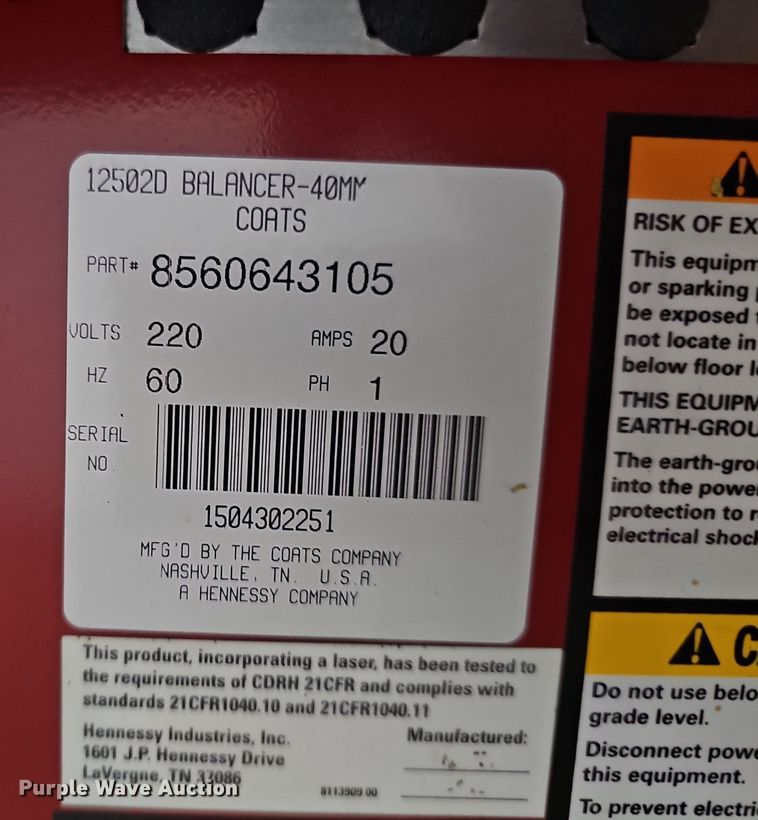 12502D BALANCER-40MM
COATS
PART# 8560643105
VOLTS 220 AMPS 20
HZ 60 PH 1
SERIAL
NO.
1504302251
MFG'D BY THE COATS COMPANY
NASHVILLE, TN. U.S.A.
A HENNESSY COMPANY
This product, incorporating a laser, has been tested to
the requirements of CDRH 21CFR and complies with
standards 21CFR1040.10 and 21CFR1040.11
Hennessy Industries, Inc.
1601 J.P. Hennessy Drive
LaVergne, TN 37086
Manufactured:
8113909 00
RISK OF EX
This equipm
or sparking
be exposed
not locate in
below floor l
THIS EQUIPM
EARTH-GROU
The earth-gro
into the powe
protection to r
electrical shock
Do not use belo
grade level.
Disconnect powe
this equipment.
To prevent electri
Purple Wave Auction